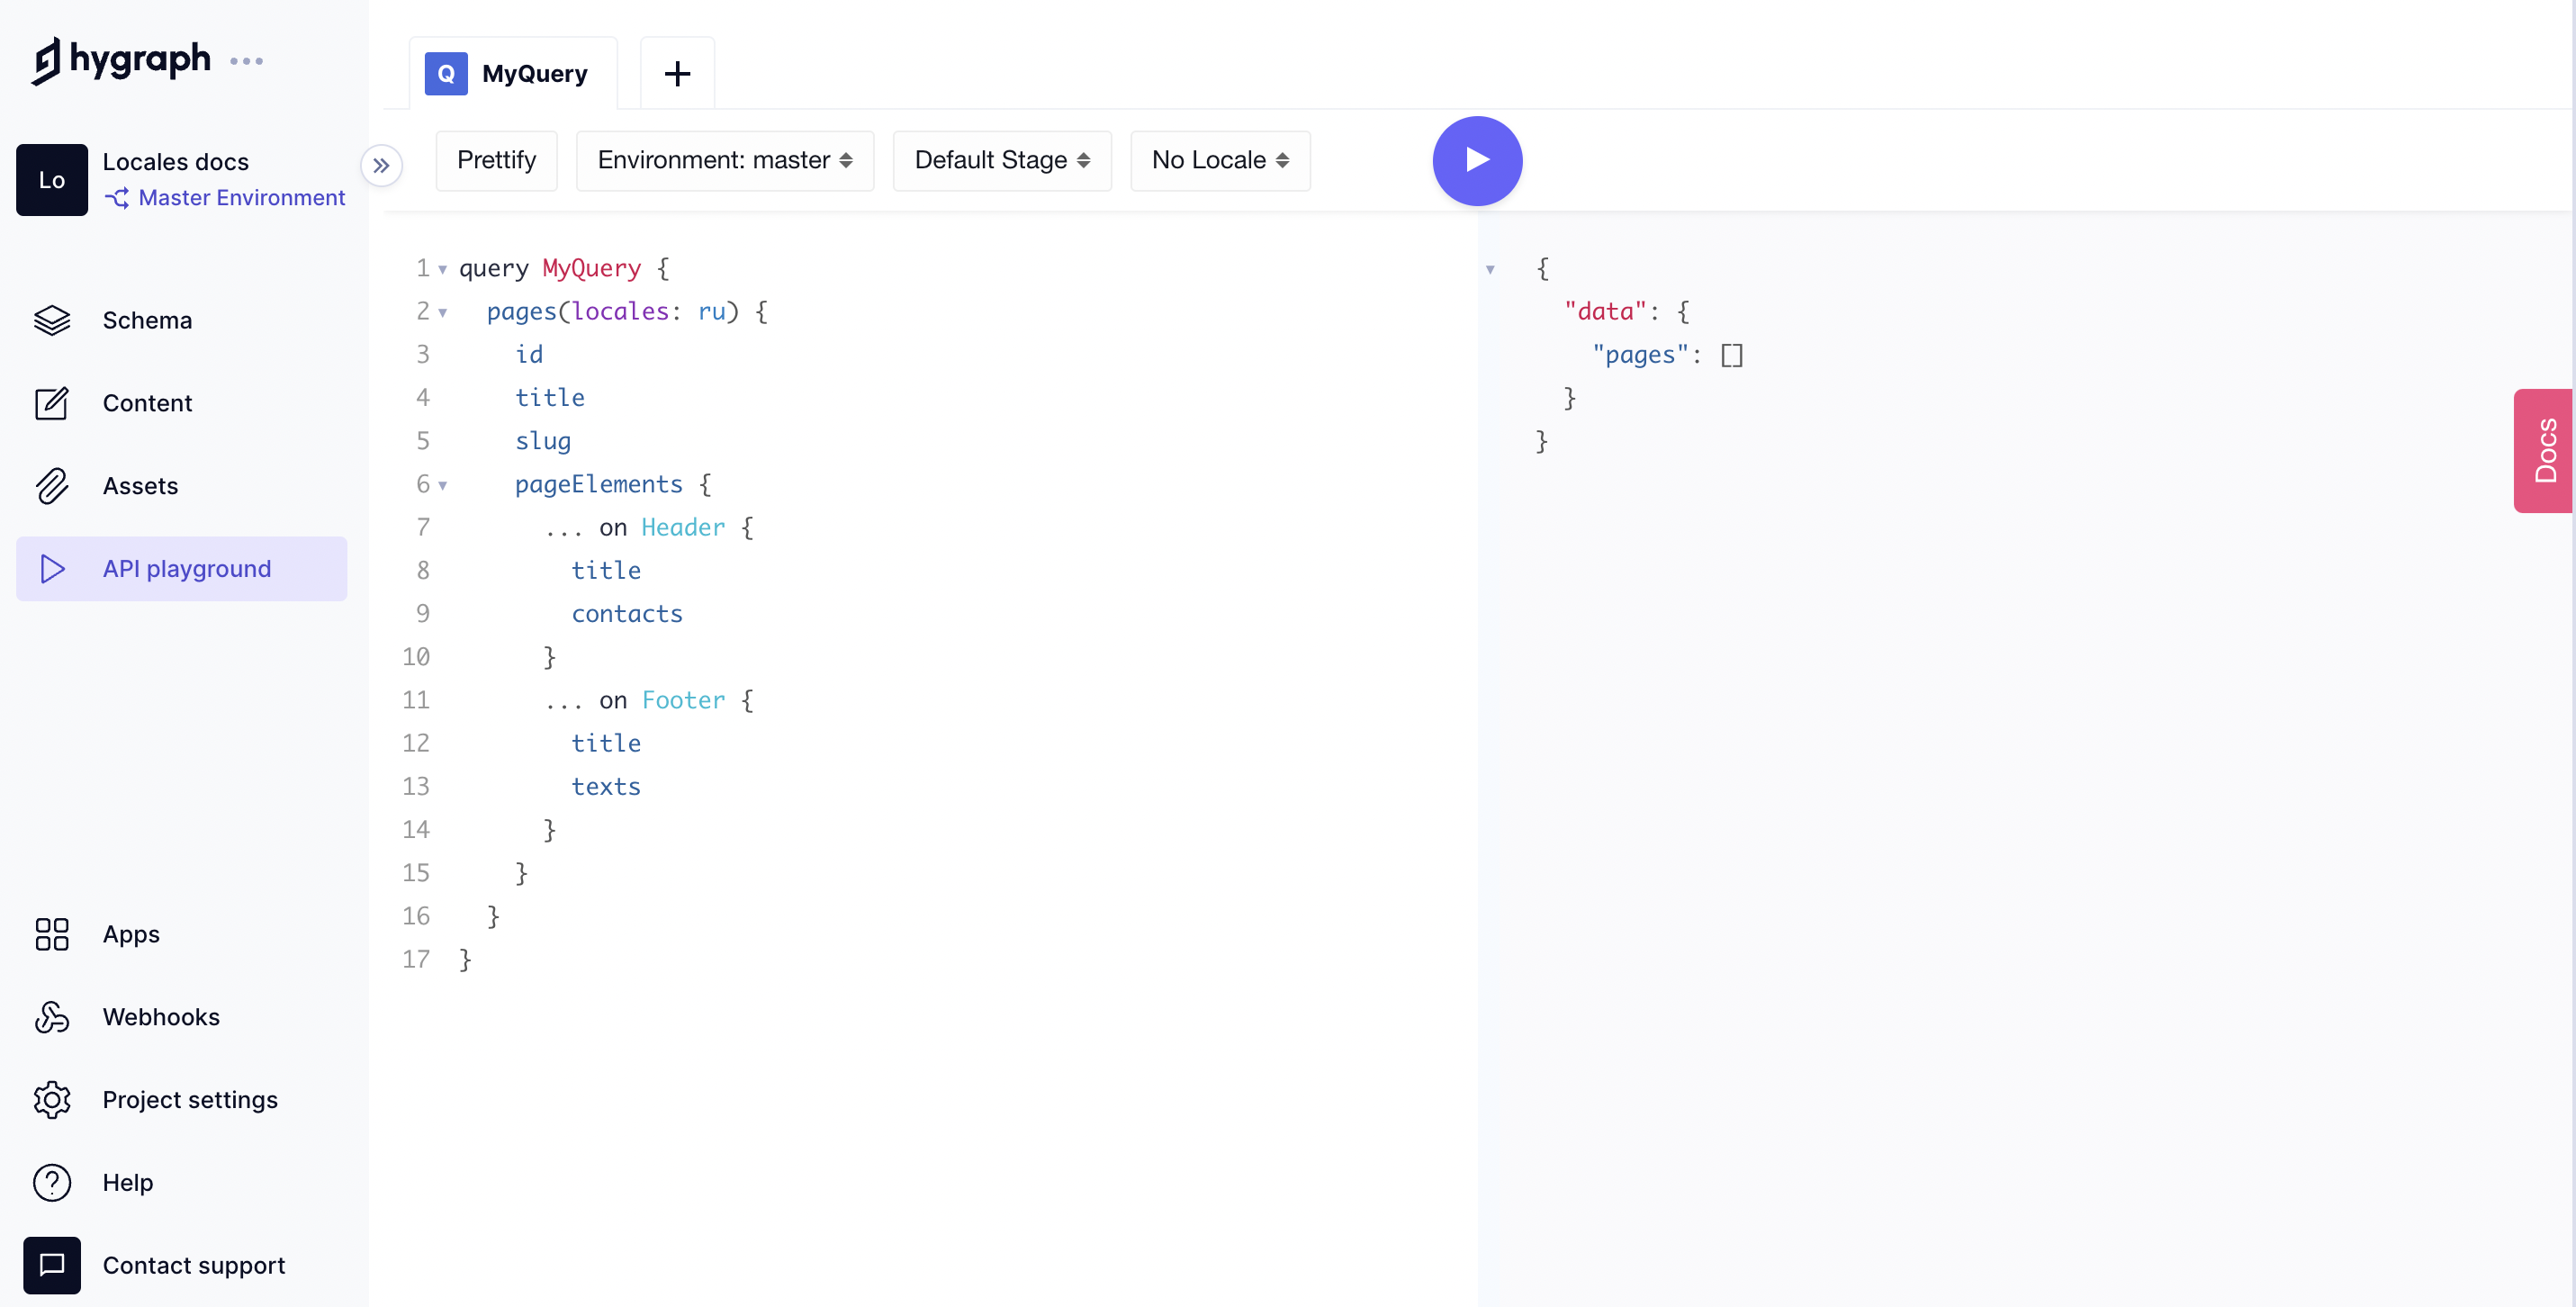 hygraph
Lo
Locales docs
Master Environment
Schema
Content
Assets
API playground
Apps
Webhooks
Project settings
Help
Contact support
Q MyQuery +
Prettify
Environment: master
Default Stage
No Locale
1 query MyQuery {
2 pages(locales: ru) {
3 id
4 title
5 slug
6 pageElements {
7 ... on Header {
8 title
9 contacts
10 }
11 ... on Footer {
12 title
13 texts
14 }
15 }
16 }
17 }
{
"data": {
"pages": []
}
}
Docs